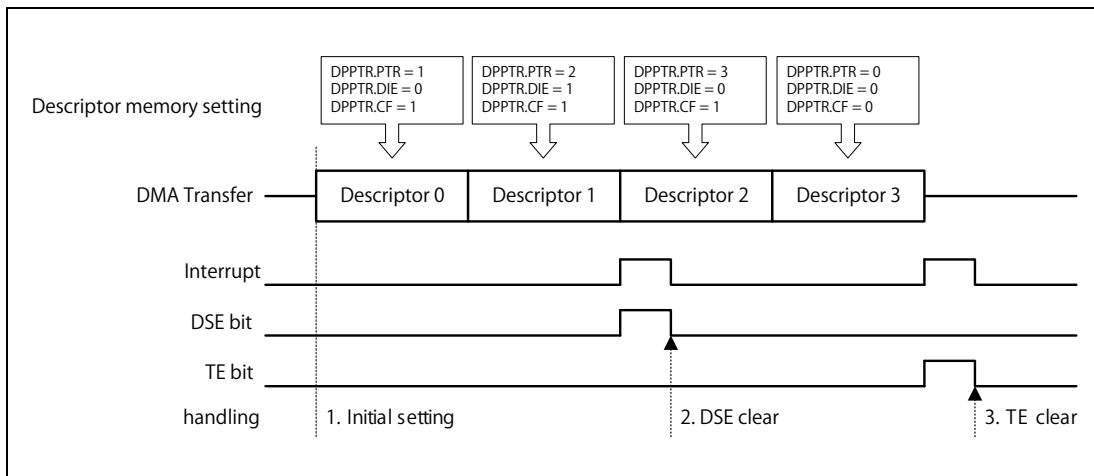 Descriptor memory setting
DPPTR.PTR = 1
DPPTR.DIE = 0
DPPTR.CF = 1
DPPTR.PTR = 2
DPPTR.DIE = 1
DPPTR.CF = 1
DPPTR.PTR = 3
DPPTR.DIE = 0
DPPTR.CF = 1
DPPTR.PTR = 0
DPPTR.DIE = 0
DPPTR.CF = 0
DMA Transfer
Descriptor 0
Descriptor 1
Descriptor 2
Descriptor 3
Interrupt
DSE bit
TE bit
handling
1. Initial setting
2. DSE clear
3. TE clear